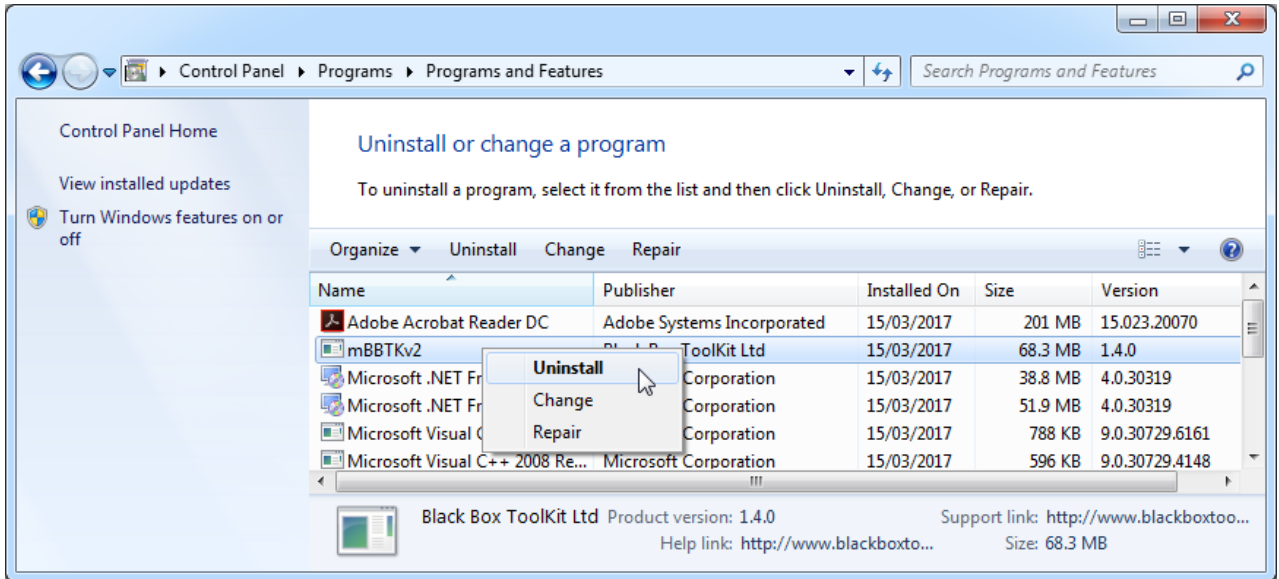 Control Panel Programs Programs and Features Search Programs and Features
Control Panel Home
View installed updates
Turn Windows features on or
off
Uninstall or change a program
To uninstall a program, select it from the list and then click Uninstall, Change, or Repair.
Organize Uninstall Change Repair
Name Publisher Installed On Size Version
Adobe Acrobat Reader DC Adobe Systems Incorporated 15/03/2017 201 MB 15.023.20070
mBBTKv2 ToolKit Ltd 15/03/2017 68.3 MB 1.4.0
Microsoft .NET Fr Corporation 15/03/2017 38.8 MB 4.0.30319
Microsoft .NET Fr Corporation 15/03/2017 51.9 MB 4.0.30319
Microsoft Visual Corporation 15/03/2017 788 KB 9.0.30729.6161
Microsoft Visual C++ 2008 Re... Microsoft Corporation 15/03/2017 596 KB 9.0.30729.4148
Uninstall
Change
Repair
Black Box ToolKit Ltd Product version: 1.4.0 Support link: http://www.blackboxtoo...
Help link: http://www.blackboxto... Size: 68.3 MB